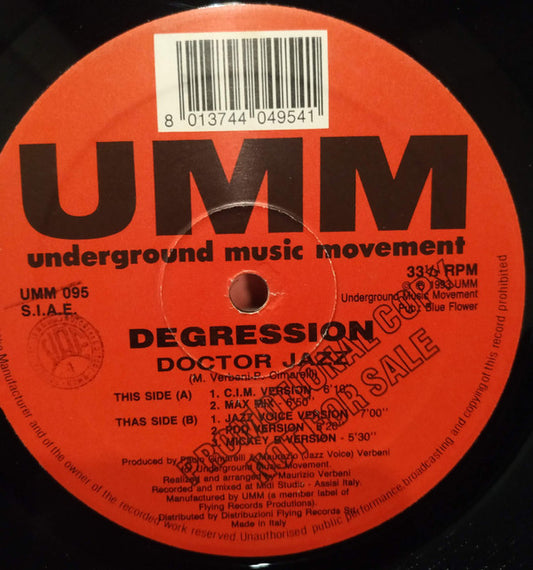 8 013744 049541
UMM
underground music movement
UMM 095
S.I.A.E.
33⅓ RPM
℗ © 1993 UMM
Underground Music Movement
Pub: Blue Flower
DEGRESSION
DOCTOR JAZZ
(M. Verbeni-P. Cimarelli)
THIS SIDE (A) 1. C.I.M. VERSION - 6'10"
2. MAX MIX - 6'50"
THAS SIDE (B) 1. JAZZ VOICE VERSION - 7'00"
2. ROO VERSION - 6'20"
3. MICKEY B VERSION - 5'30"
PROMOTIONAL COPY
NOT FOR SALE
Produced by Paolo Cimarelli & Maurizio (Jazz Voice) Verbeni
for Underground Music Movement.
Realized and arranged by Maurizio Verbeni
Recorded and mixed at Midi Studio - Assisi Italy.
Manufactured by UMM (a member label of
Flying Records Produtions).
Distributed by Distribuzioni Flying Records Srl.
Made in Italy
Manufacturer and of the owner of the recorded work reserved. Unauthorised public performance broadcasting and copying of this record prohibited